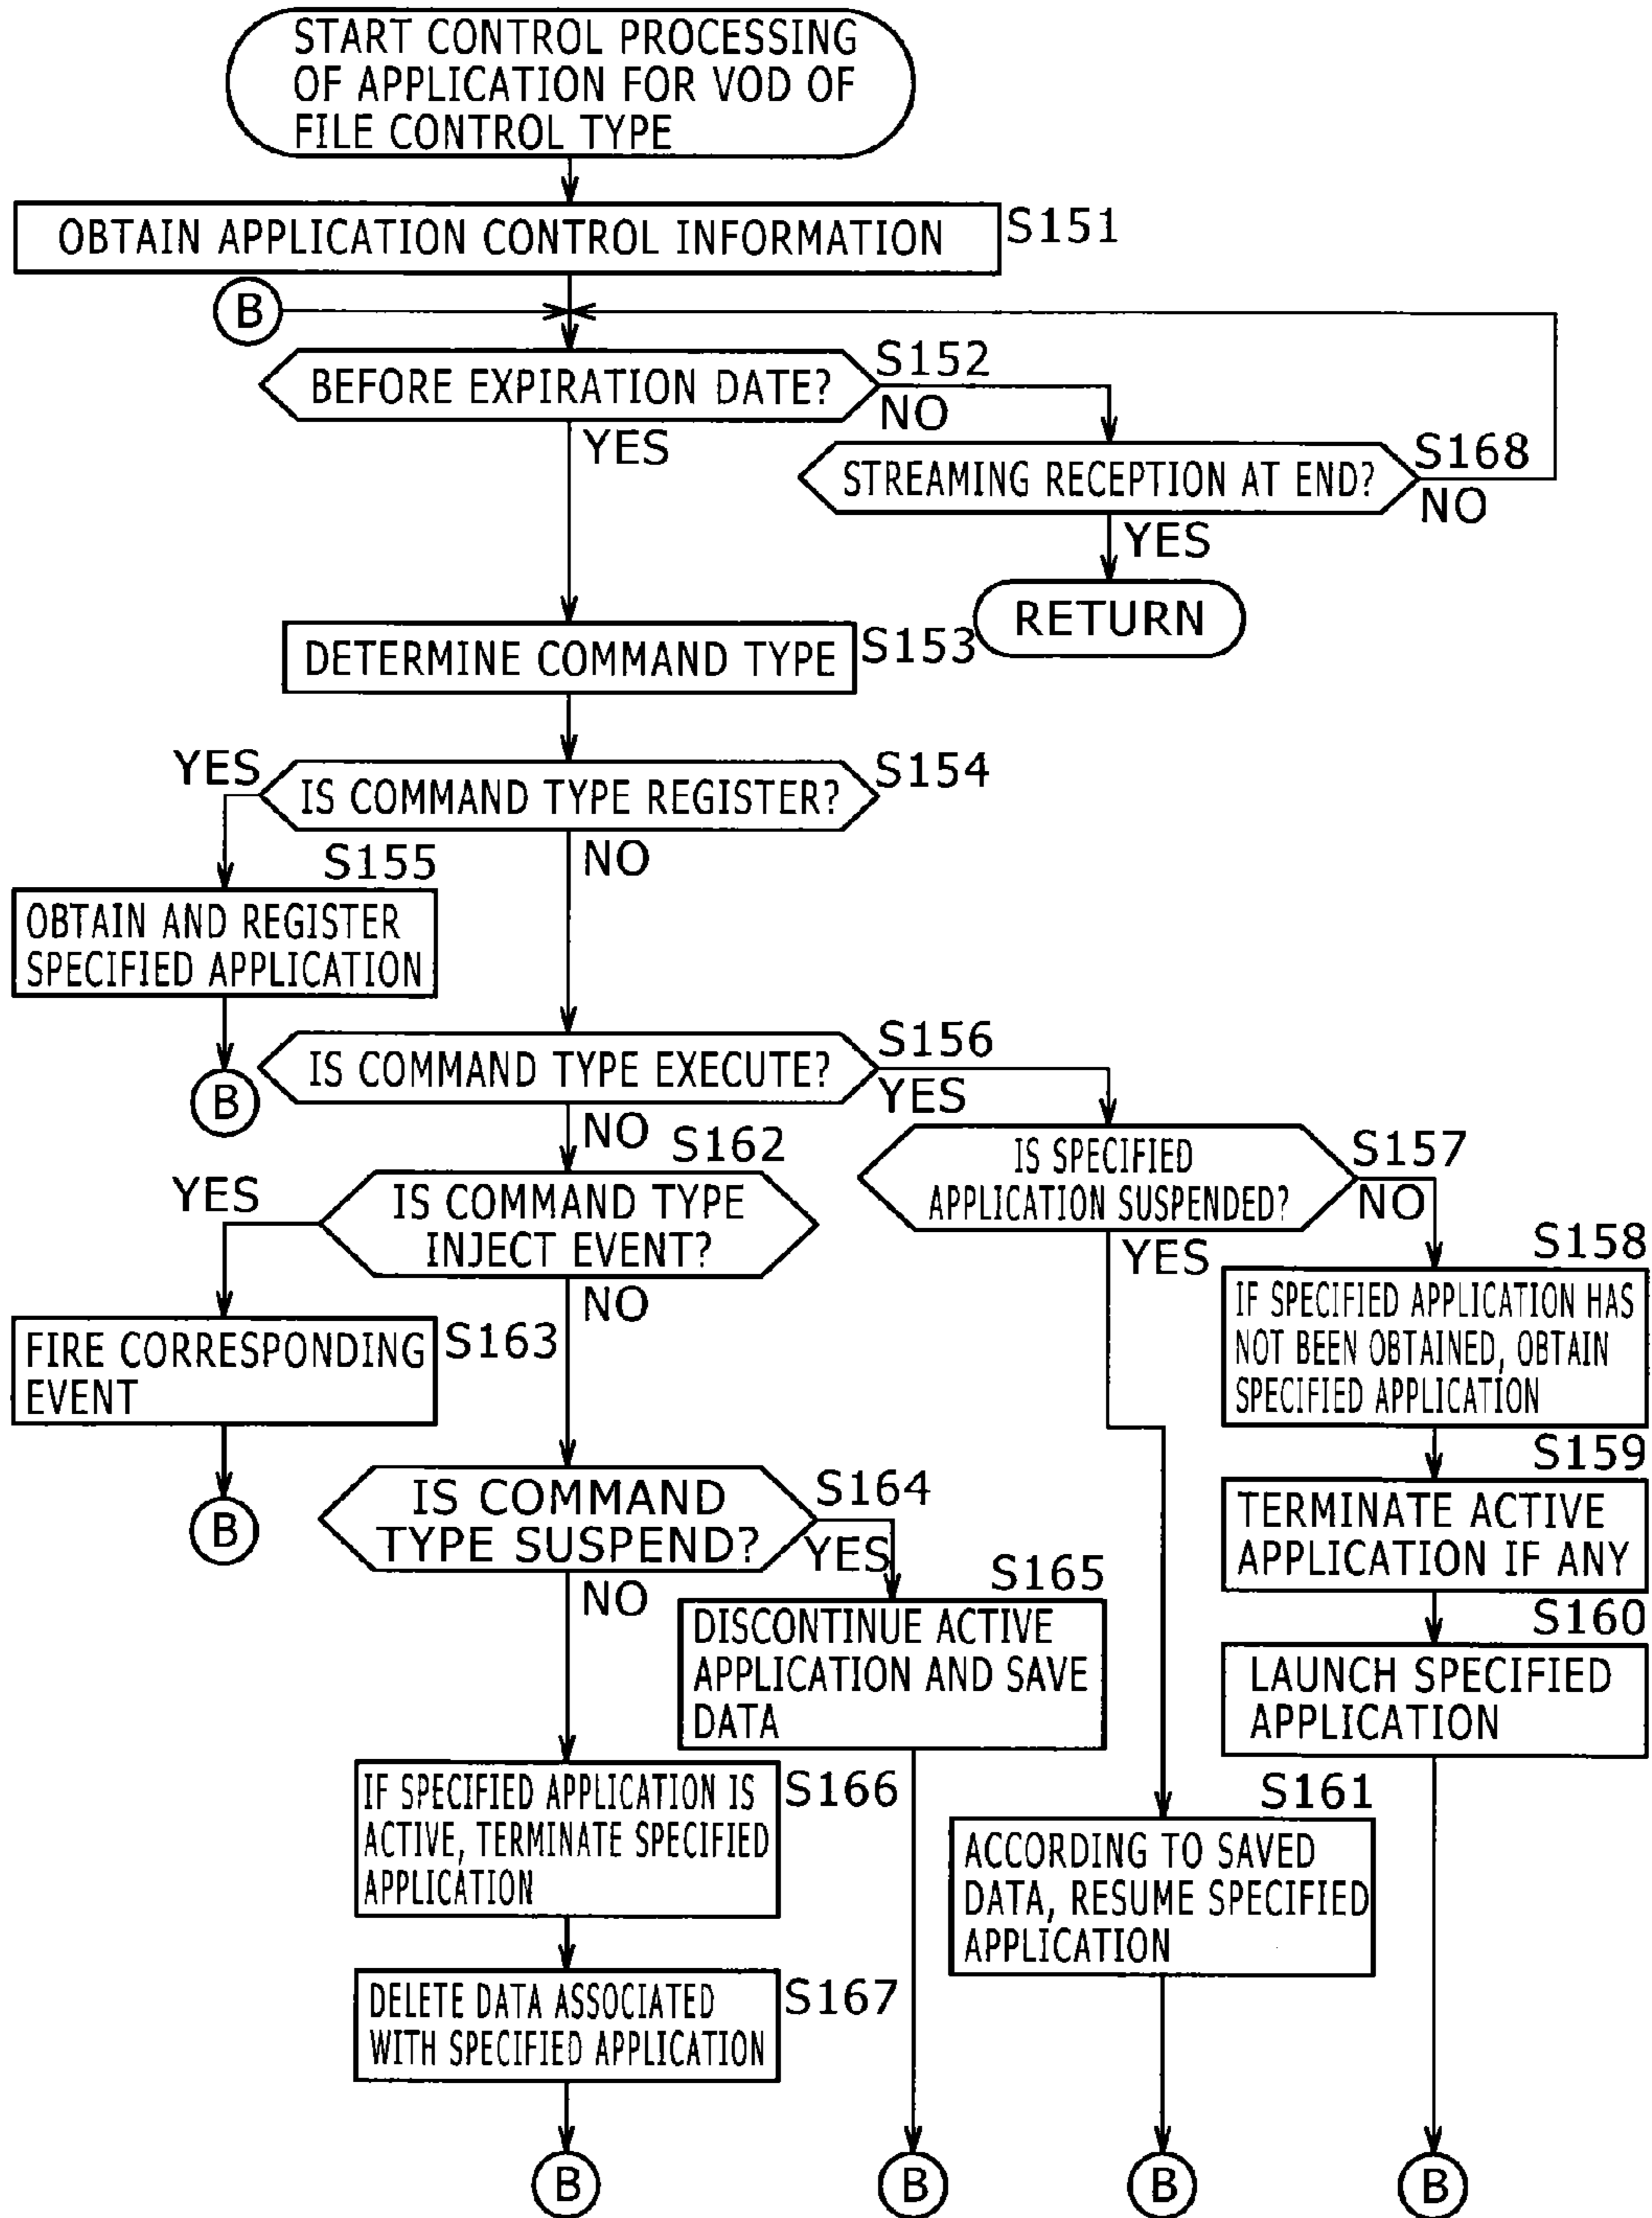 START CONTROL PROCESSING
OF APPLICATION FOR VOD OF
FILE CONTROL TYPE
OBTAIN APPLICATION CONTROL INFORMATION
S151
B
BEFORE EXPIRATION DATE?
S152
NO
YES
STREAMING RECEPTION AT END?
S168
NO
YES
RETURN
DETERMINE COMMAND TYPE
S153
IS COMMAND TYPE REGISTER?
S154
YES
NO
S155
OBTAIN AND REGISTER
SPECIFIED APPLICATION
B
IS COMMAND TYPE EXECUTE?
S156
YES
NO
S162
IS COMMAND TYPE
INJECT EVENT?
YES
NO
IS SPECIFIED
APPLICATION SUSPENDED?
S157
NO
YES
S158
IF SPECIFIED APPLICATION HAS
NOT BEEN OBTAINED, OBTAIN
SPECIFIED APPLICATION
FIRE CORRESPONDING
EVENT
S163
B
S159
TERMINATE ACTIVE
APPLICATION IF ANY
IS COMMAND
TYPE SUSPEND?
S164
YES
NO
S165
DISCONTINUE ACTIVE
APPLICATION AND SAVE
DATA
S160
LAUNCH SPECIFIED
APPLICATION
IF SPECIFIED APPLICATION IS
ACTIVE, TERMINATE SPECIFIED
APPLICATION
S166
S161
ACCORDING TO SAVED
DATA, RESUME SPECIFIED
APPLICATION
DELETE DATA ASSOCIATED
WITH SPECIFIED APPLICATION
S167
B
B
B
B